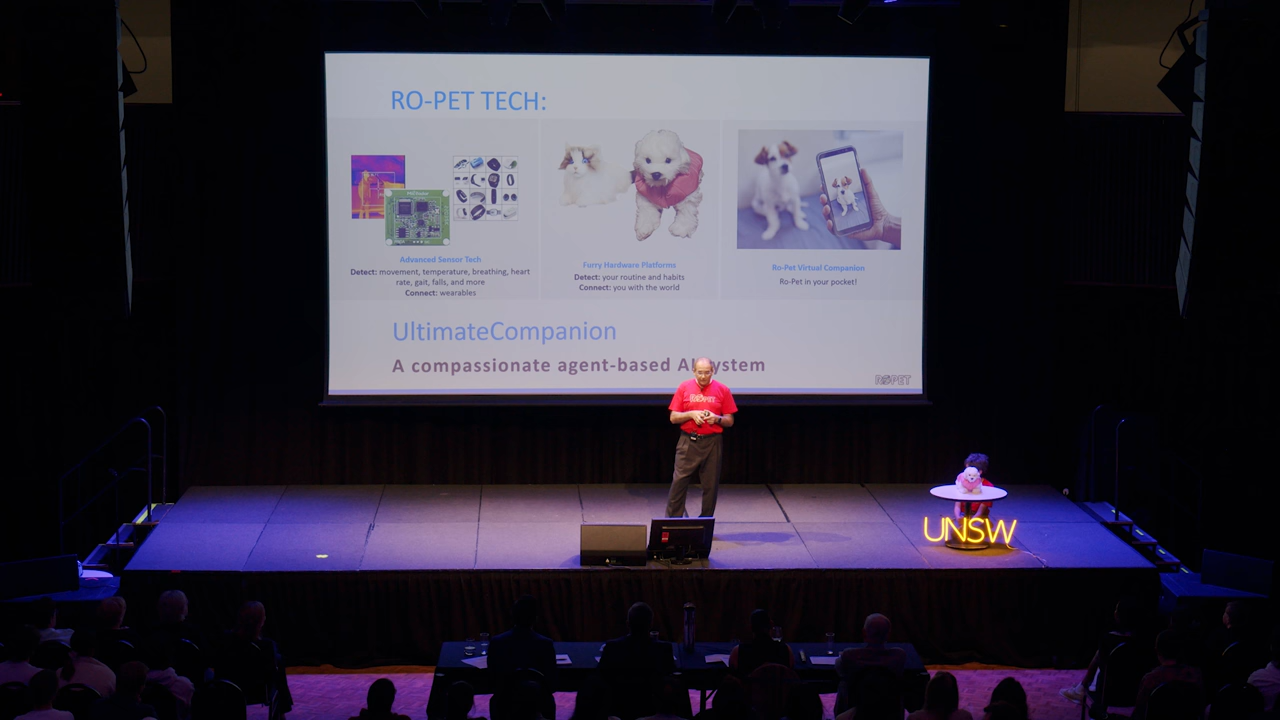 RO-PET TECH:
Advanced Sensor Tech
Detect: movement, temperature, breathing, heart
rate, gait, falls, and more
Connect: wearables
Furry Hardware Platforms
Detect: your routine and habits
Connect: you with the world
Ro-Pet Virtual Companion
Ro-Pet in your pocket!
UltimateCompanion
A compassionate agent-based AI system
ROPET
ROPET
UNSW